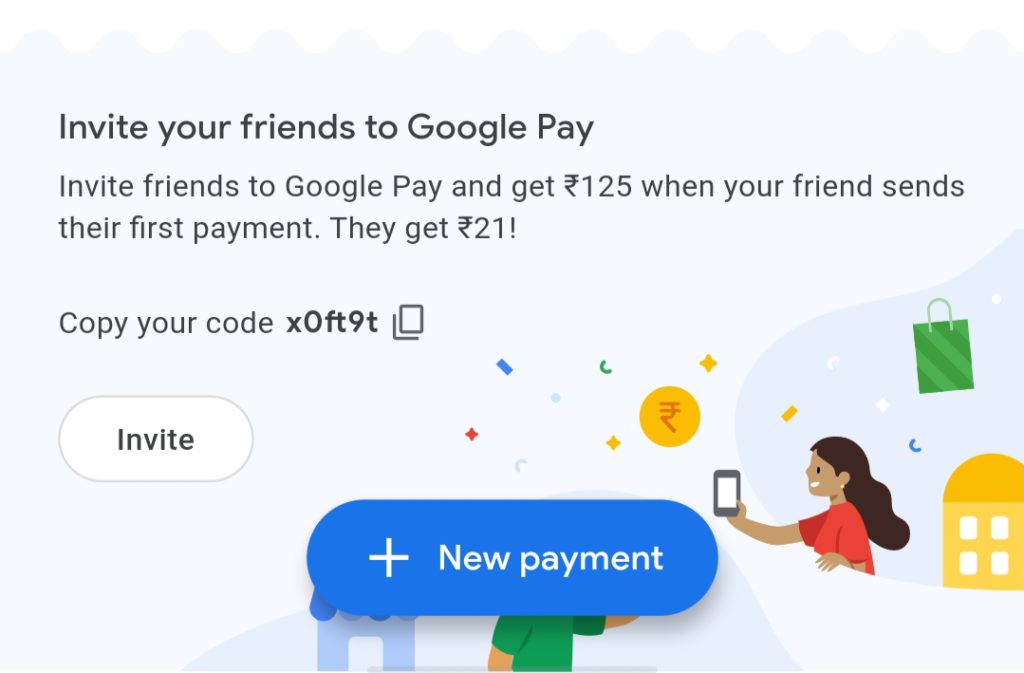 Invite your friends to Google Pay
Invite friends to Google Pay and get ₹125 when your friend sends
their first payment. They get ₹21!
Copy your code x0ft9t
Invite
₹
+ New payment